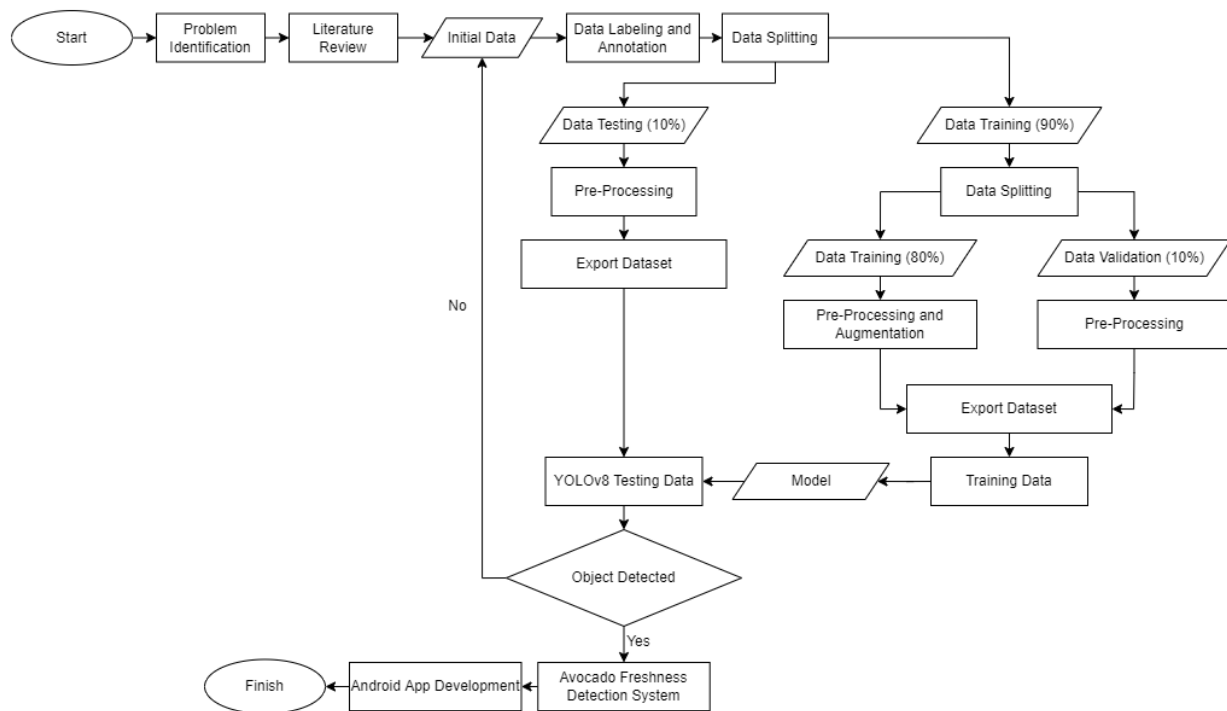 Start
Problem
Identification
Literature
Review
Initial Data
Data Labeling and
Annotation
Data Splitting
Data Testing (10%)
Data Training (90%)
Pre-Processing
Data Splitting
Export Dataset
Data Training (80%)
Data Validation (10%)
No
Pre-Processing and
Augmentation
Pre-Processing
Export Dataset
YOLOv8 Testing Data
Model
Training Data
Object Detected
Yes
Finish
Android App Development
Avocado Freshness
Detection System